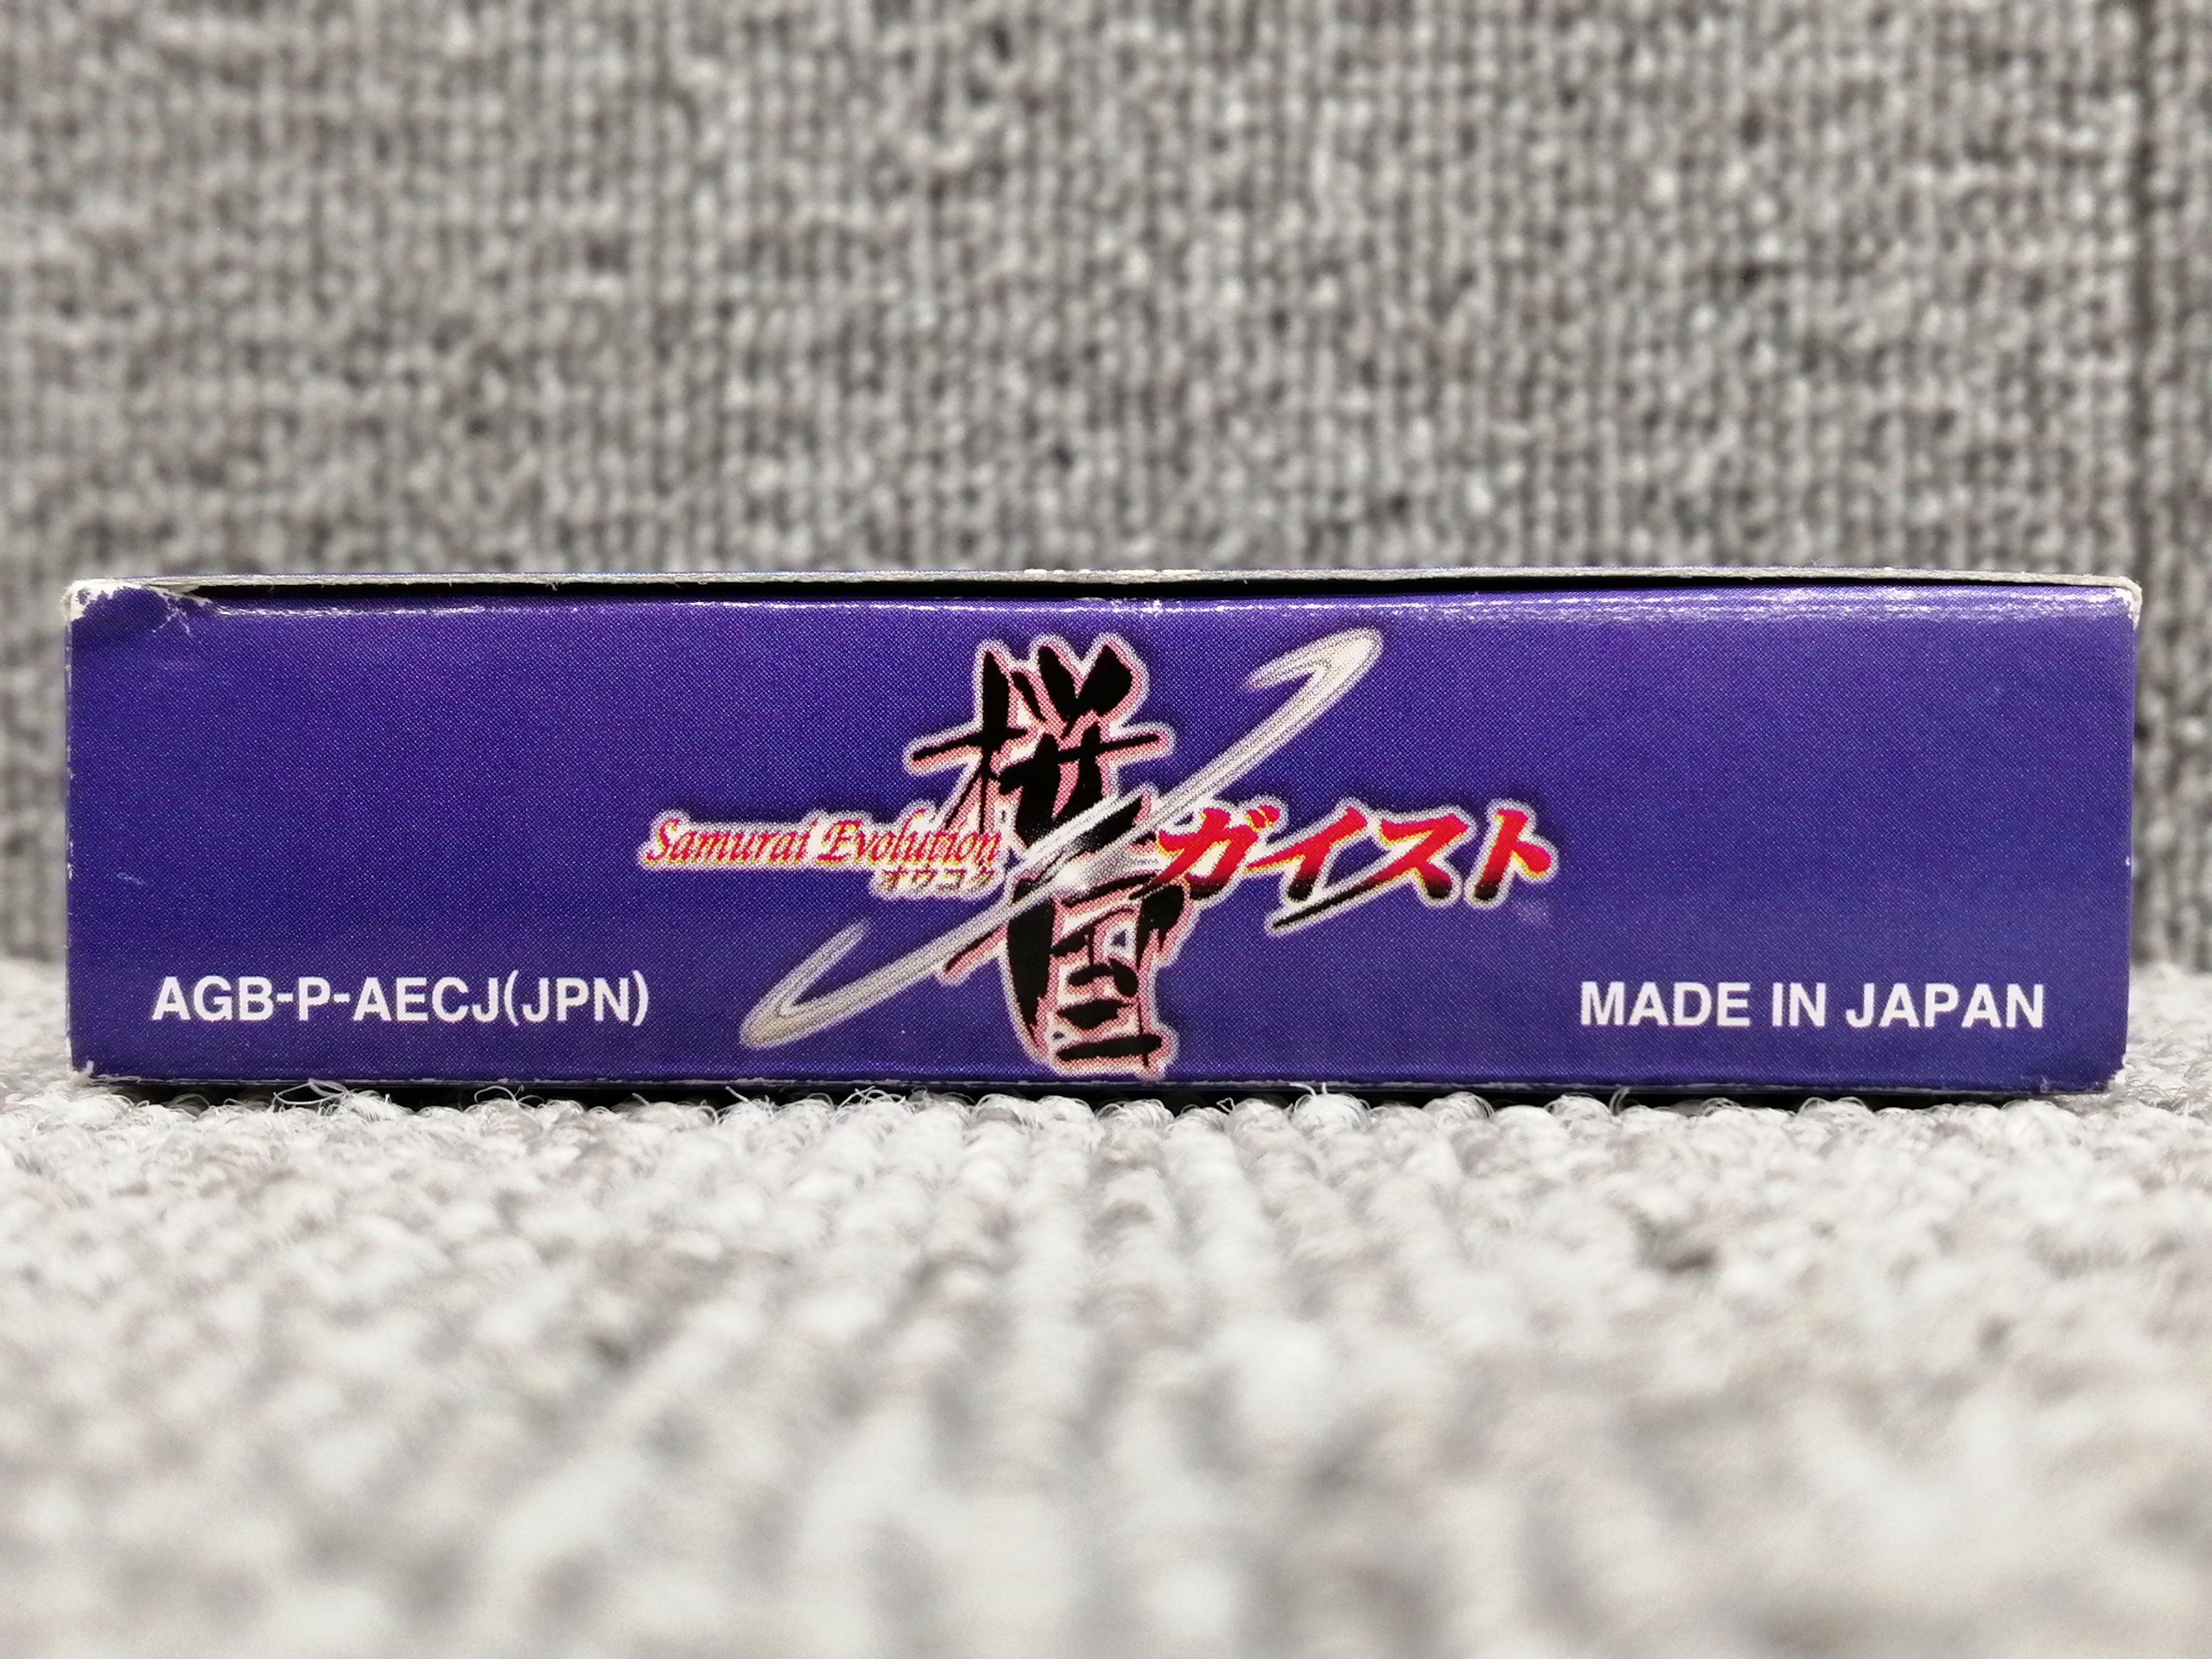 Samurai Evolution
オウコク
桜国
ガイスト
AGB-P-AECJ(JPN)
MADE IN JAPAN